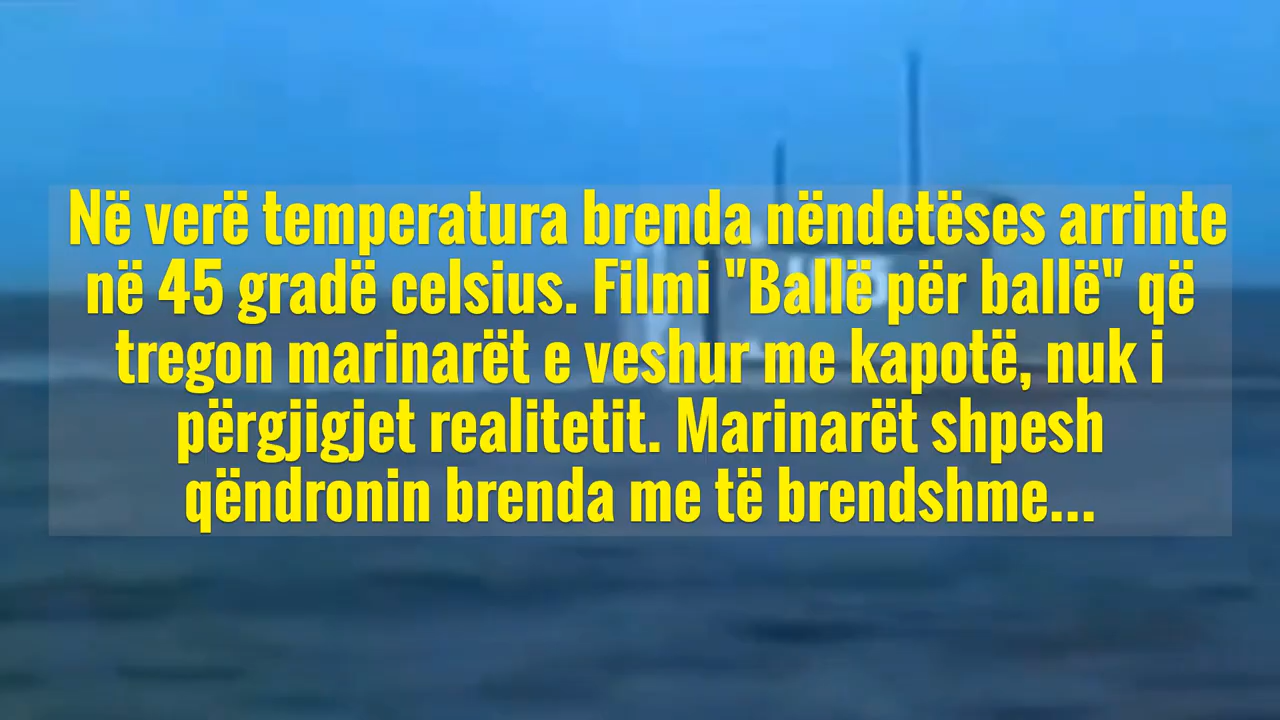 Në verë temperatura brenda nëndetëses arrinte
në 45 gradë celsius. Filmi "Ballë për ballë" që
tregon marinarët e veshur me kapotë, nuk i
përgjigjet realitetit. Marinarët shpesh
qëndronin brenda me të brendshme...